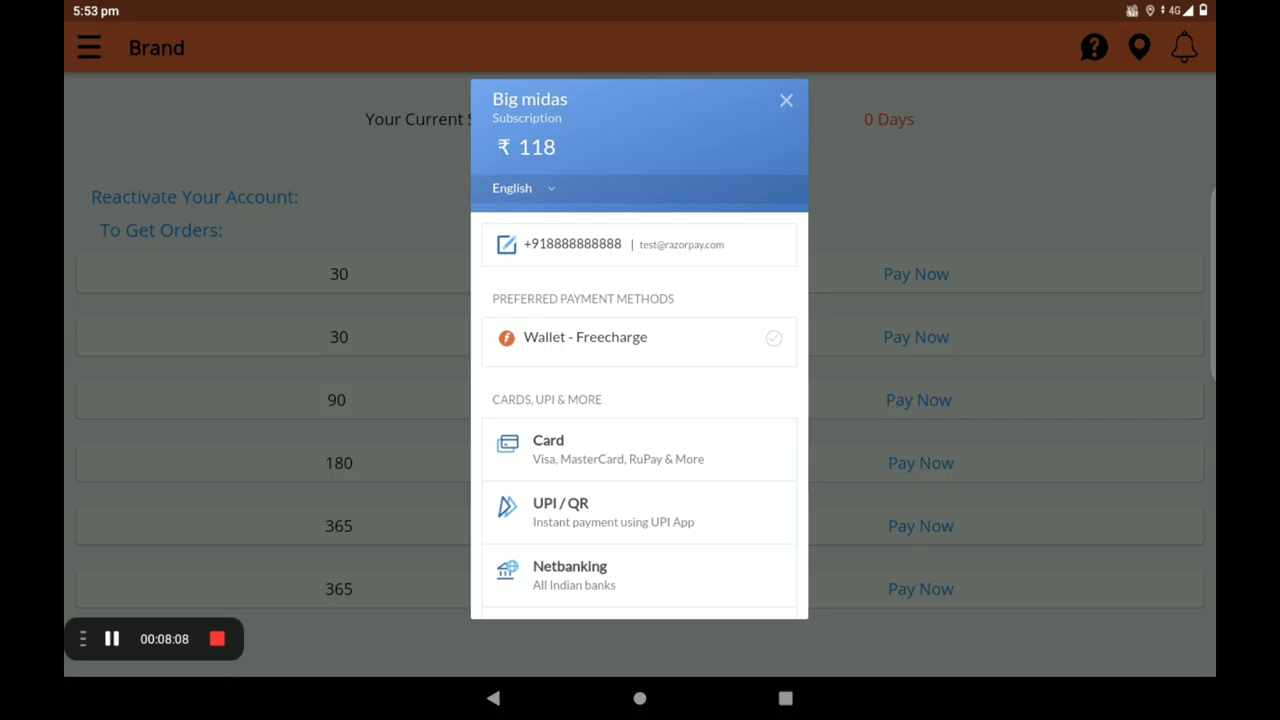 5:53 pm
4G
Brand
Your Current S
0 Days
Reactivate Your Account:
To Get Orders:
30
Pay Now
30
Pay Now
90
Pay Now
180
Pay Now
365
Pay Now
365
Pay Now
Big midas
Subscription
₹ 118
English
+918888888888 | test@razorpay.com
PREFERRED PAYMENT METHODS
Wallet - Freecharge
CARDS, UPI & MORE
Card
Visa, MasterCard, RuPay & More
UPI / QR
Instant payment using UPI App
Netbanking
All Indian banks
00:08:08